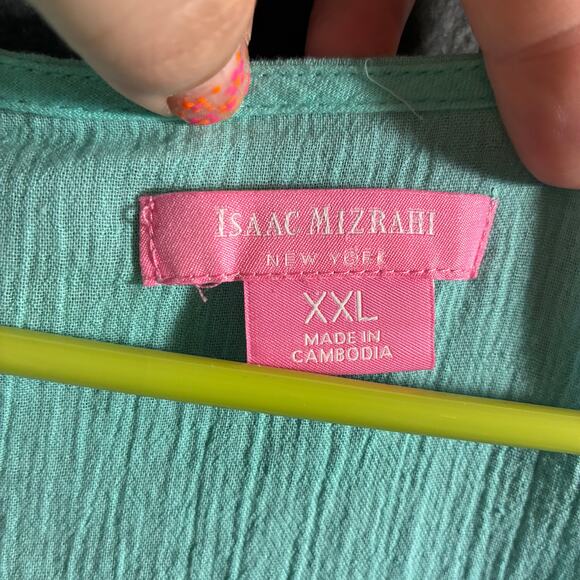 ISAAC MIZRAHI
NEW YORK
XXL
MADE IN
CAMBODIA